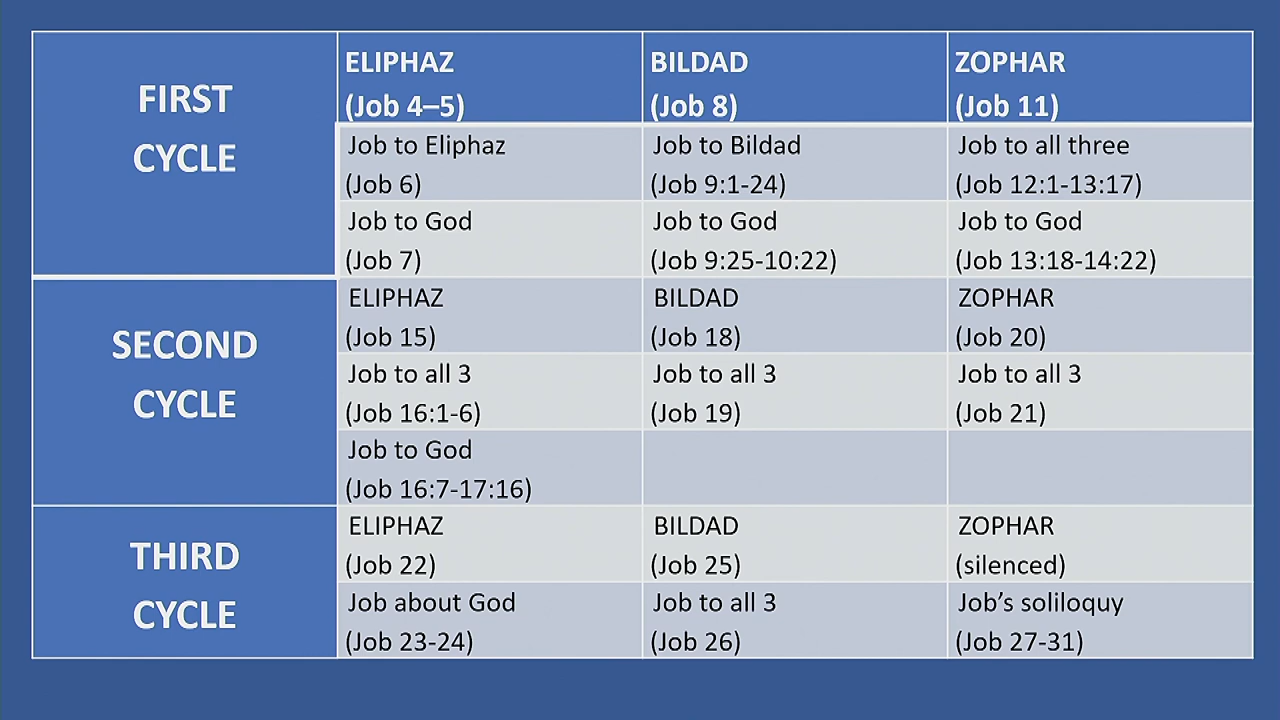 FIRST
CYCLE
ELIPHAZ
(Job 4–5)
BILDAD
(Job 8)
ZOPHAR
(Job 11)
Job to Eliphaz
(Job 6)
Job to Bildad
(Job 9:1-24)
Job to all three
(Job 12:1-13:17)
Job to God
(Job 7)
Job to God
(Job 9:25-10:22)
Job to God
(Job 13:18-14:22)
SECOND
CYCLE
ELIPHAZ
(Job 15)
BILDAD
(Job 18)
ZOPHAR
(Job 20)
Job to all 3
(Job 16:1-6)
Job to all 3
(Job 19)
Job to all 3
(Job 21)
Job to God
(Job 16:7-17:16)
THIRD
CYCLE
ELIPHAZ
(Job 22)
BILDAD
(Job 25)
ZOPHAR
(silenced)
Job about God
(Job 23-24)
Job to all 3
(Job 26)
Job’s soliloquy
(Job 27-31)